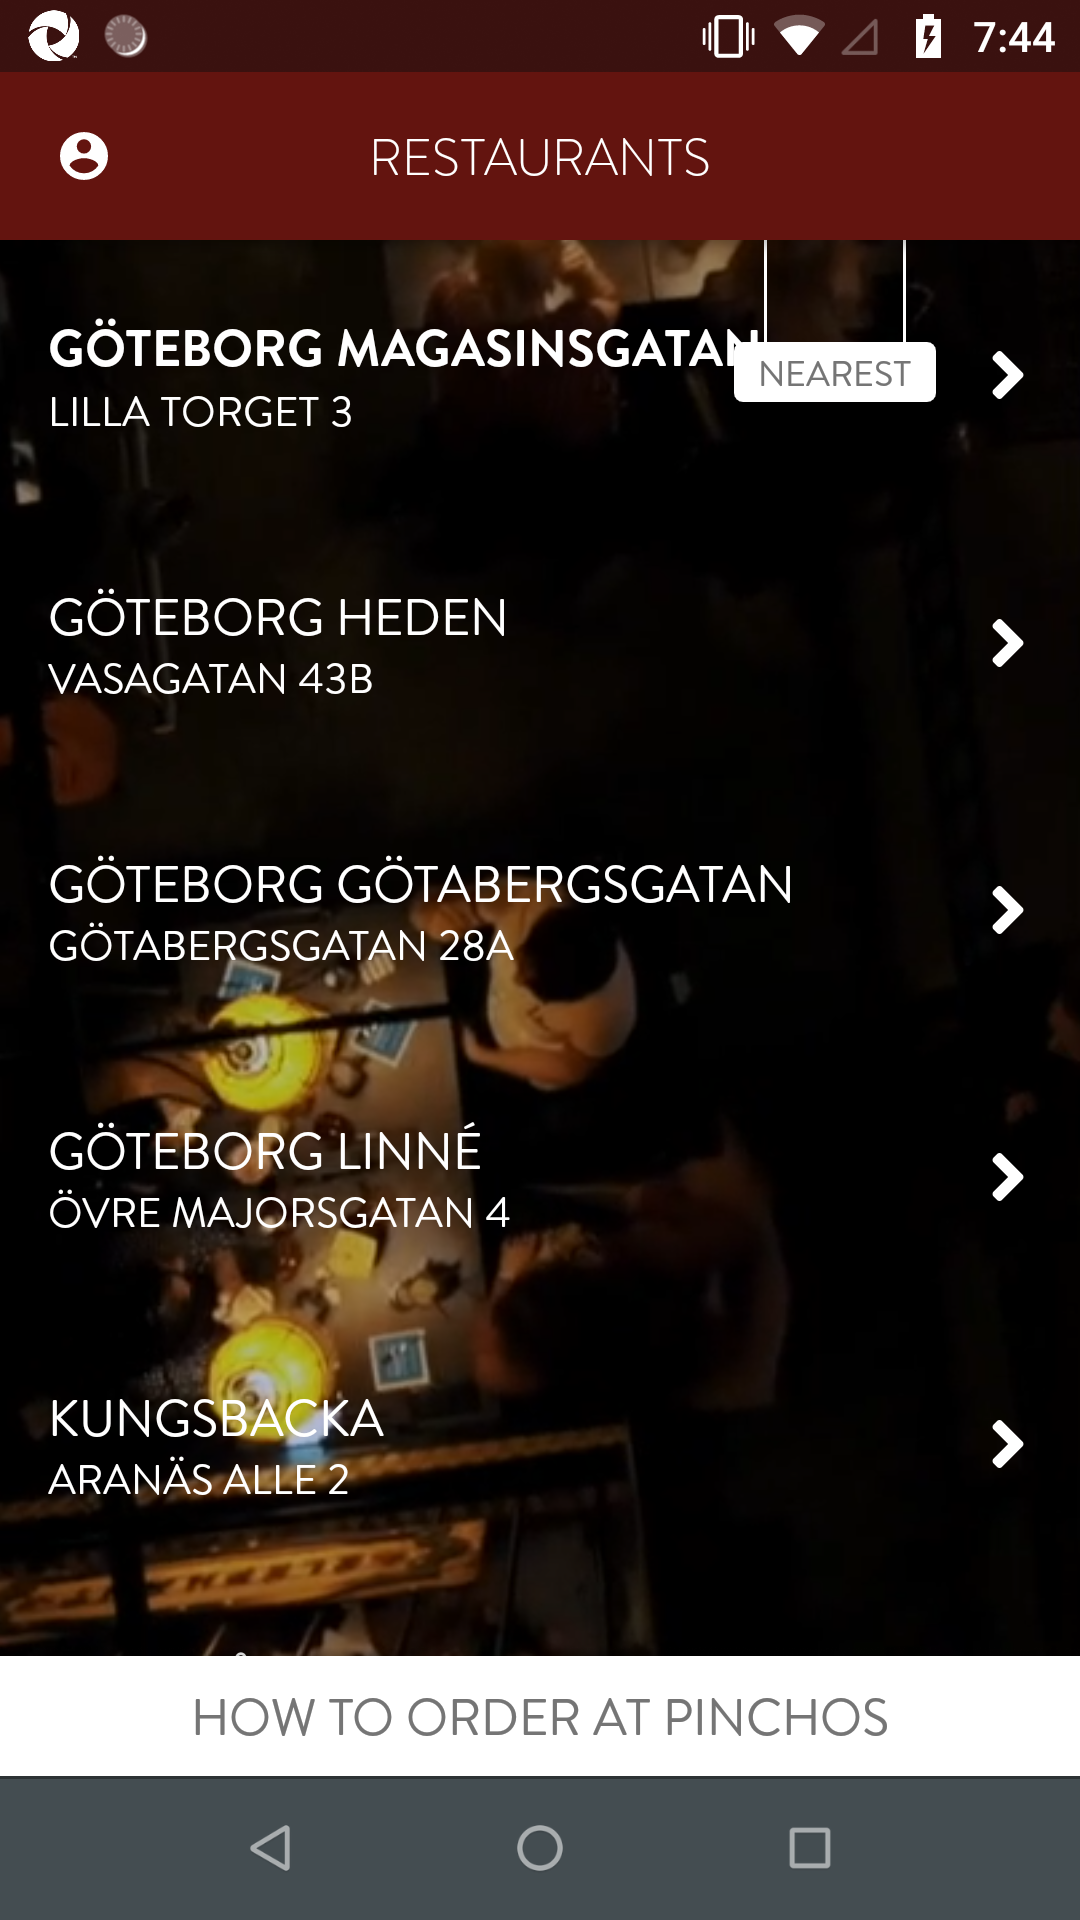 7:44
RESTAURANTS
GÖTEBORG MAGASINSGATAN
NEAREST
LILLA TORGET 3
GÖTEBORG HEDEN
VASAGATAN 43B
GÖTEBORG GÖTABERGSGATAN
GÖTABERGSGATAN 28A
GÖTEBORG LINNÉ
ÖVRE MAJORSGATAN 4
KUNGSBACKA
ARANÄS ALLE 2
HOW TO ORDER AT PINCHOS